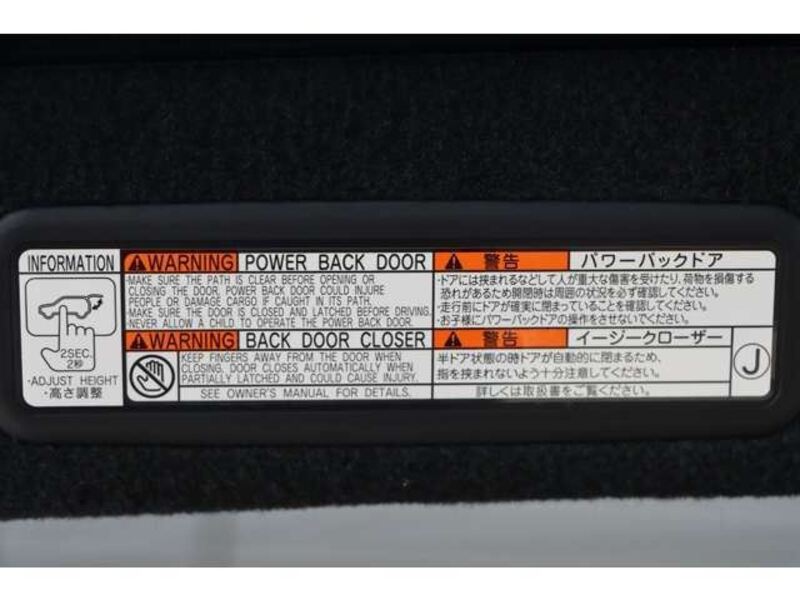 INFORMATION
2SEC.
2秒
·ADJUST HEIGHT
·高さ調整
WARNING POWER BACK DOOR
·MAKE SURE THE PATH IS CLEAR BEFORE OPENING OR
CLOSING THE DOOR. POWER BACK DOOR COULD INJURE
PEOPLE OR DAMAGE CARGO IF CAUGHT IN ITS PATH.
·MAKE SURE THE DOOR IS CLOSED AND LATCHED BEFORE DRIVING.
·NEVER ALLOW A CHILD TO OPERATE THE POWER BACK DOOR.
WARNING BACK DOOR CLOSER
KEEP FINGERS AWAY FROM THE DOOR WHEN
CLOSING. DOOR CLOSES AUTOMATICALLY WHEN
PARTIALLY LATCHED AND COULD CAUSE INJURY.
SEE OWNER'S MANUAL FOR DETAILS.
警告 パワーバックドア
·ドアには挟まれるなどして人が重大な傷害を受けたり、荷物を損傷する
恐れがあるため開閉時は周囲の状況を必ず確認してください。
·走行前にドアが確実に閉まっていることを確認してください。
·お子様にパワーバックドアの操作をさせないでください。
警告 イージークローザー
半ドア状態の時ドアが自動的に閉まるため、
指を挟まれないよう十分注意してください。
詳しくは取扱書をご覧ください。
J